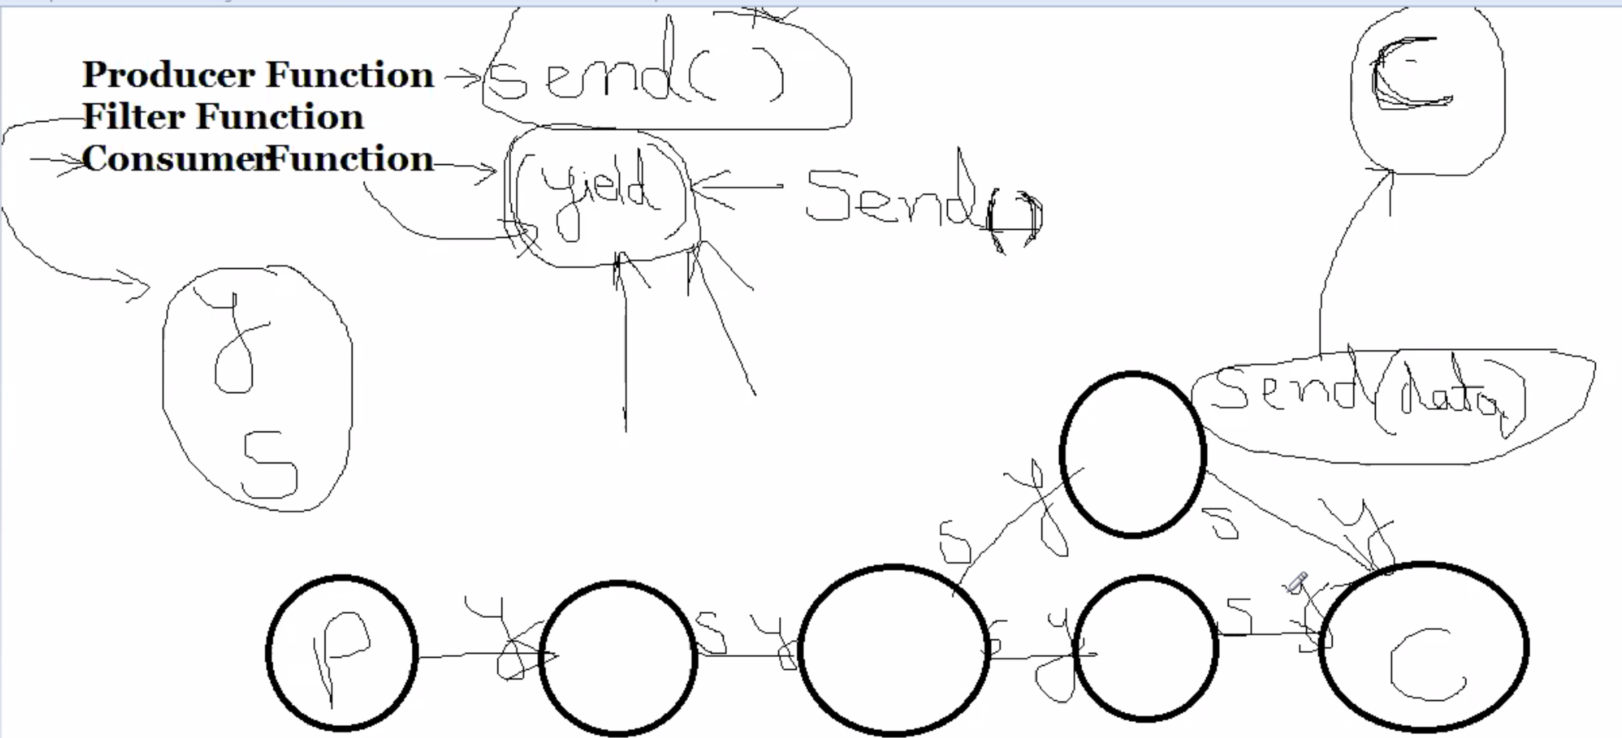 Producer Function
Filter Function
ConsumerFunction
send()
yield
Send()
C
y
S
Send(data)
y
s
s
y
P
y
s
y
s
y
s
y
C